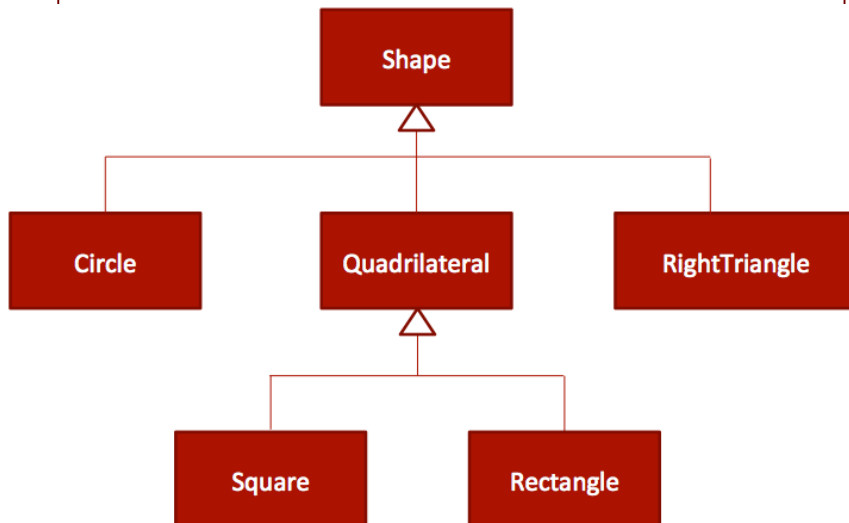 Shape
Circle
Quadrilateral
RightTriangle
Square
Rectangle